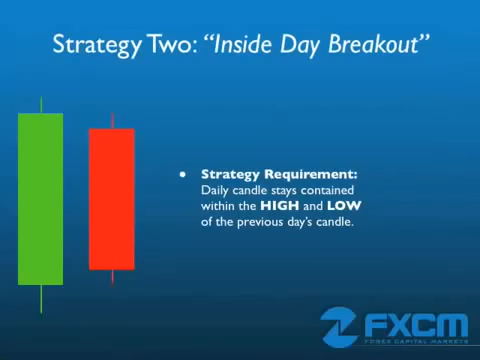 Strategy Two: “Inside Day Breakout”
• Strategy Requirement:
Daily candle stays contained
within the HIGH and LOW
of the previous day’s candle.
FXCM
FOREX CAPITAL MARKETS